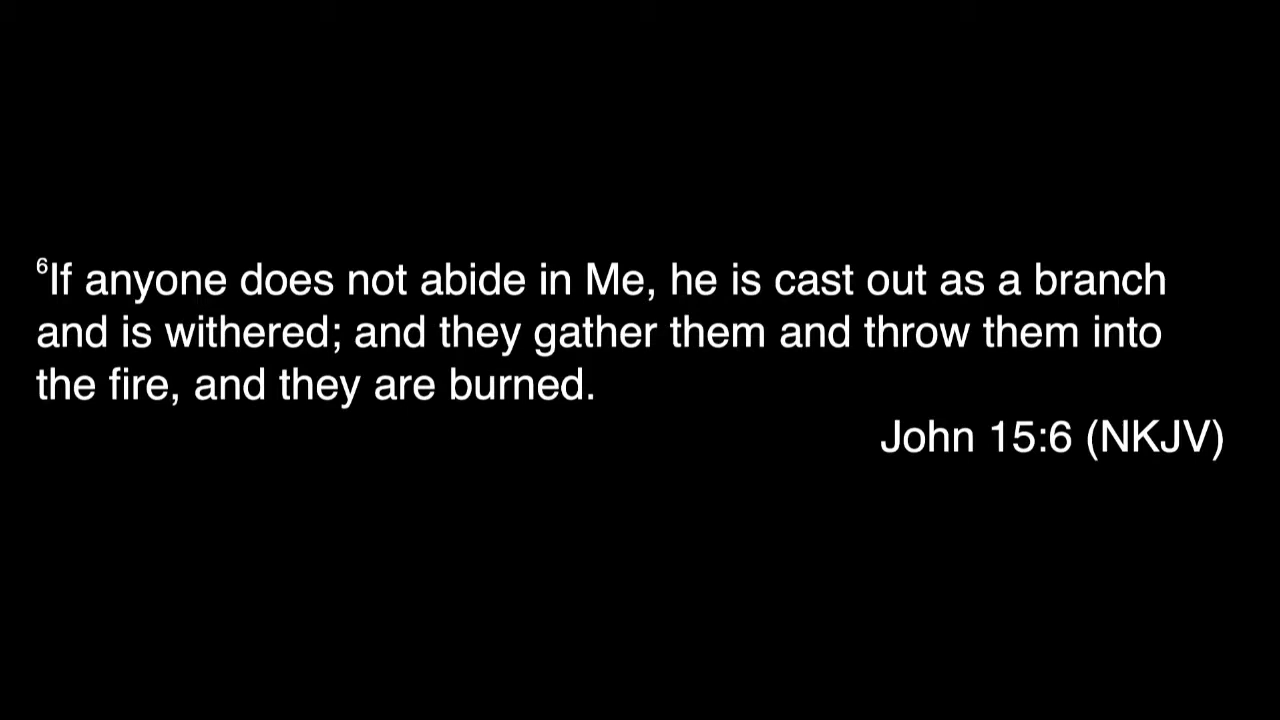 ⁶If anyone does not abide in Me, he is cast out as a branch
and is withered; and they gather them and throw them into
the fire, and they are burned.
John 15:6 (NKJV)